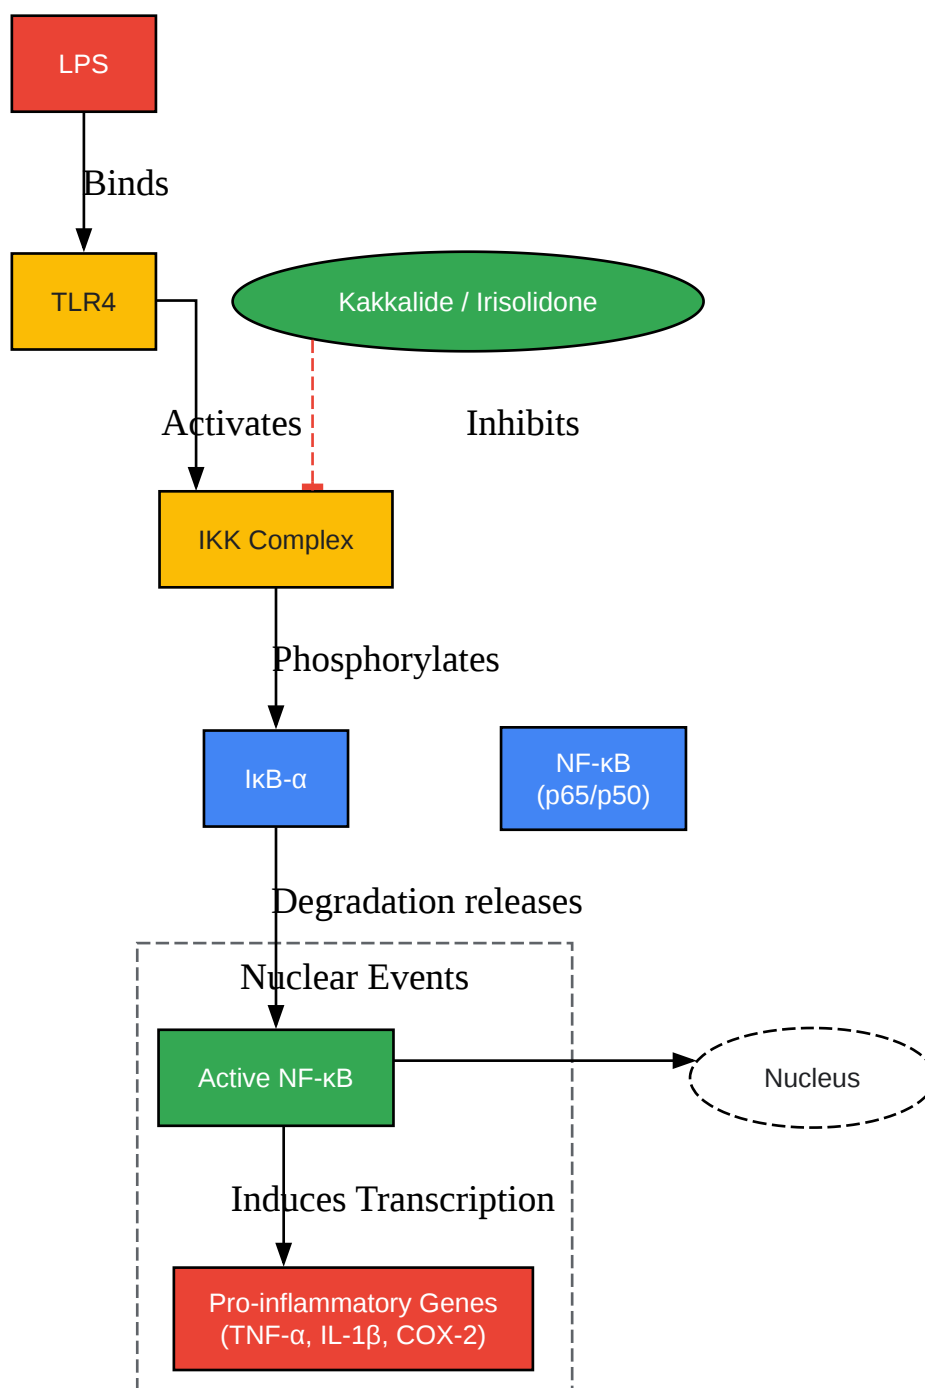 LPS
Binds
TLR4
Kakkalide / Irisolidone
Activates
Inhibits
IKK Complex
Phosphorylates
IκB-α
NF-κB
(p65/p50)
Degradation releases
Nuclear Events
Active NF-κB
Nucleus
Induces Transcription
Pro-inflammatory Genes
(TNF-α, IL-1β, COX-2)